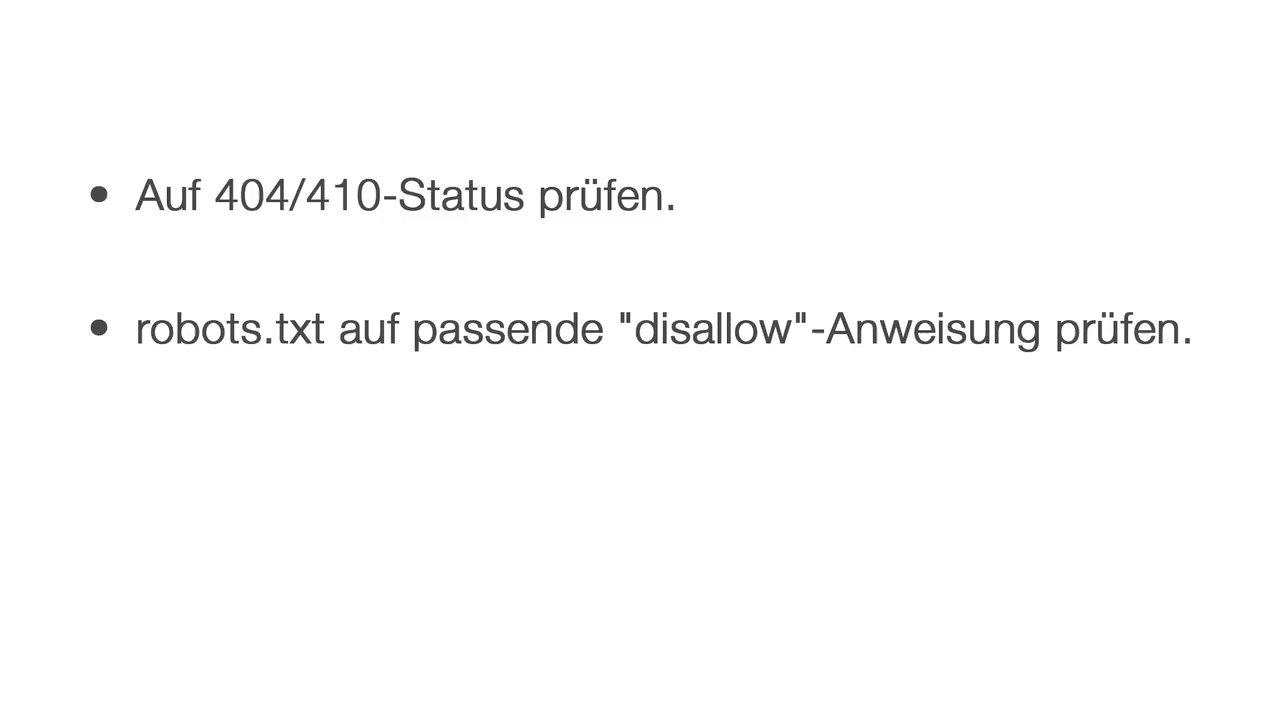 • Auf 404/410-Status prüfen.
• robots.txt auf passende "disallow"-Anweisung prüfen.